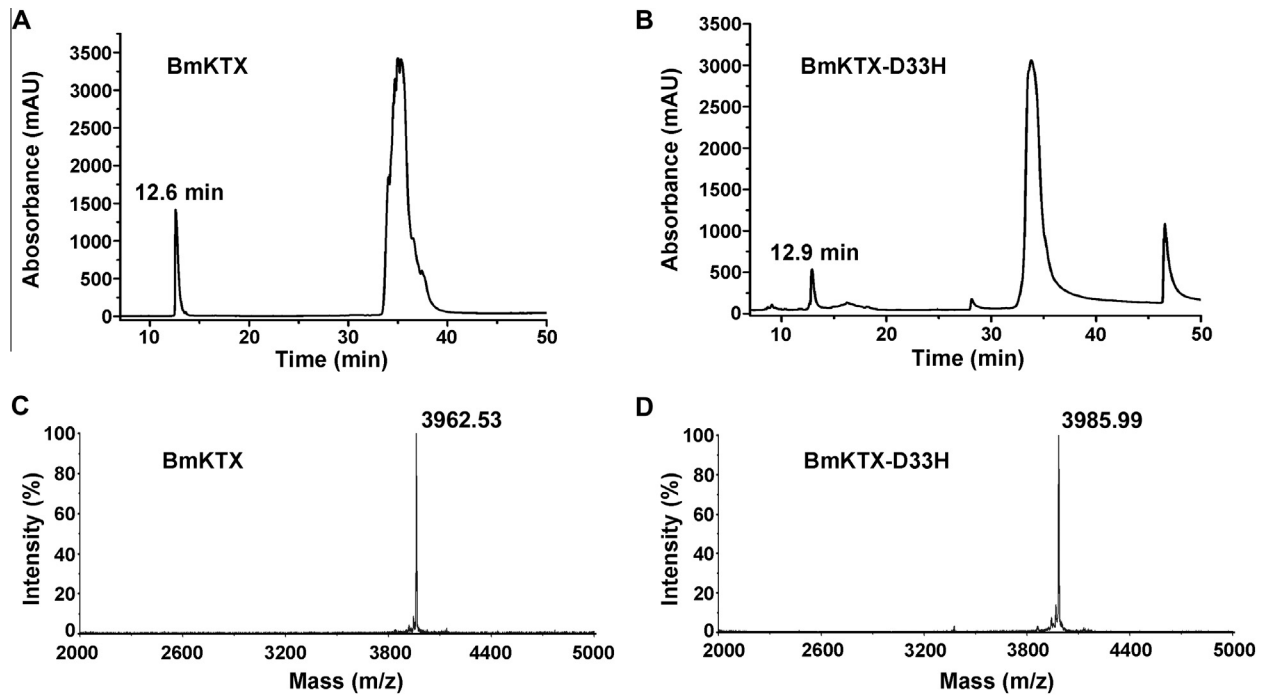 A
BmKTX
12.6 min
Abosorbance (mAU)
3500
3000
2500
2000
1500
1000
500
0
10 20 30 40 50
Time (min)
B
BmKTX-D33H
12.9 min
Absorbance (mAU)
3500
3000
2500
2000
1500
1000
500
0
10 20 30 40 50
Time (min)
C
3962.53
BmKTX
Intensity (%)
100
80
60
40
20
0
2000 2600 3200 3800 4400 5000
Mass (m/z)
D
3985.99
BmKTX-D33H
Intensity (%)
100
80
60
40
20
0
2000 2600 3200 3800 4400 5000
Mass (m/z)